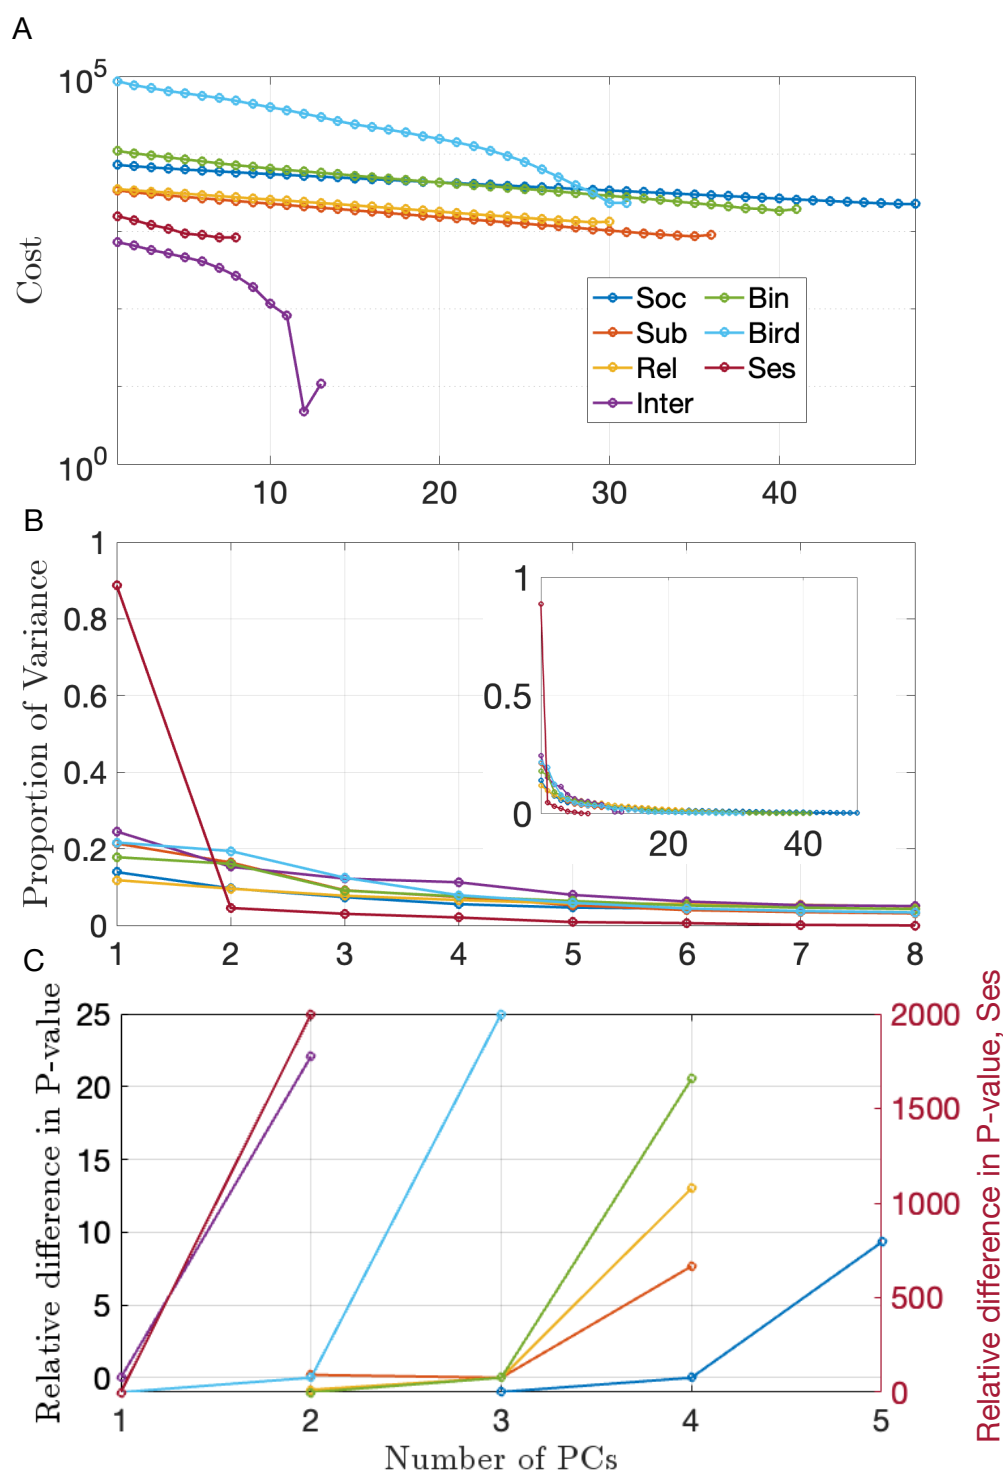 A
10^5
Cost
10^0
Soc
Sub
Rel
Inter
Bin
Bird
Ses
10
20
30
40
B
Proportion of Variance
1
0.8
0.6
0.4
0.2
0
1
0.5
0
20
40
1
2
3
4
5
6
7
8
C
Relative difference in P-value
25
20
15
10
5
0
2000
1500
1000
500
0
Relative difference in P-value, Ses
1
2
3
4
5
Number of PCs